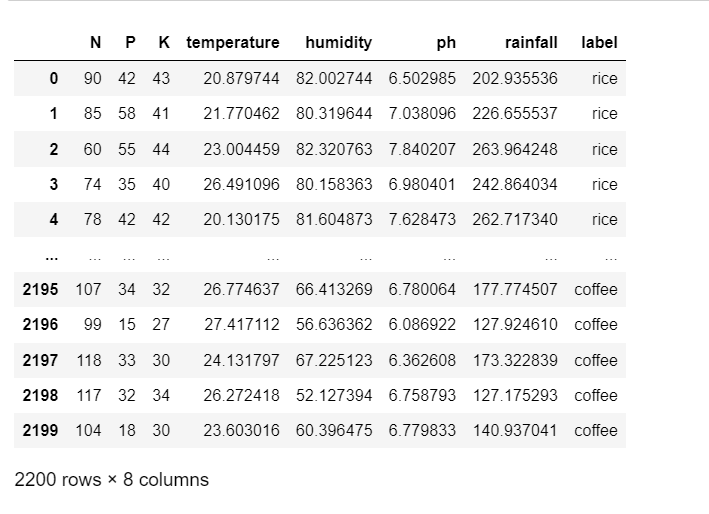 N P K temperature humidity ph rainfall label
0 90 42 43 20.879744 82.002744 6.502985 202.935536 rice
1 85 58 41 21.770462 80.319644 7.038096 226.655537 rice
2 60 55 44 23.004459 82.320763 7.840207 263.964248 rice
3 74 35 40 26.491096 80.158363 6.980401 242.864034 rice
4 78 42 42 20.130175 81.604873 7.628473 262.717340 rice
... ... ... ... ... ... ... ... ...
2195 107 34 32 26.774637 66.413269 6.780064 177.774507 coffee
2196 99 15 27 27.417112 56.636362 6.086922 127.924610 coffee
2197 118 33 30 24.131797 67.225123 6.362608 173.322839 coffee
2198 117 32 34 26.272418 52.127394 6.758793 127.175293 coffee
2199 104 18 30 23.603016 60.396475 6.779833 140.937041 coffee
2200 rows × 8 columns